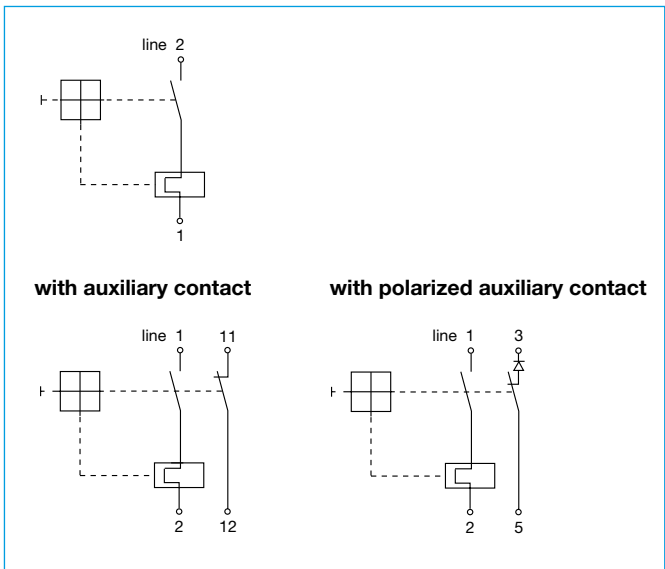 line 2
1
with auxiliary contact
with polarized auxiliary contact
line 1 11
line 1 3
2 12
2 5